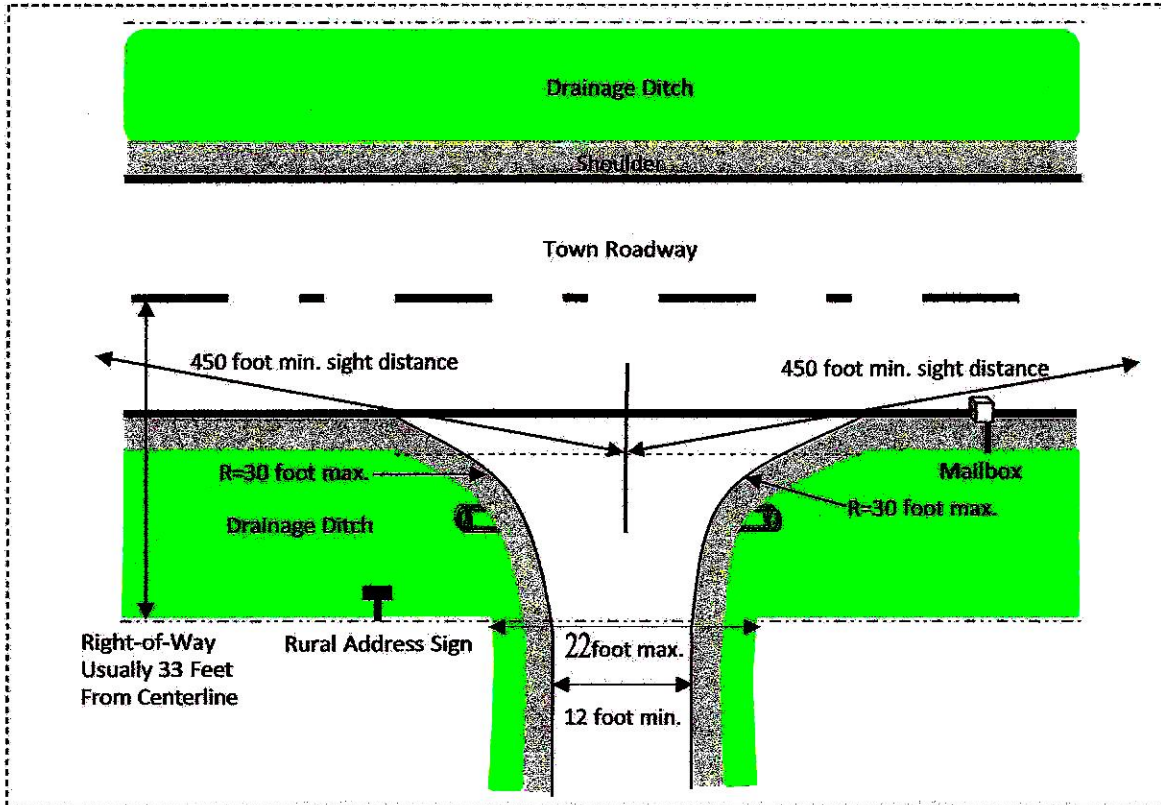 Drainage Ditch
Shoulder
Town Roadway
450 foot min. sight distance
450 foot min. sight distance
R=30 foot max.
Mailbox
R=30 foot max.
Drainage Ditch
Right-of-Way
Usually 33 Feet
From Centerline
Rural Address Sign
22 foot max.
12 foot min.